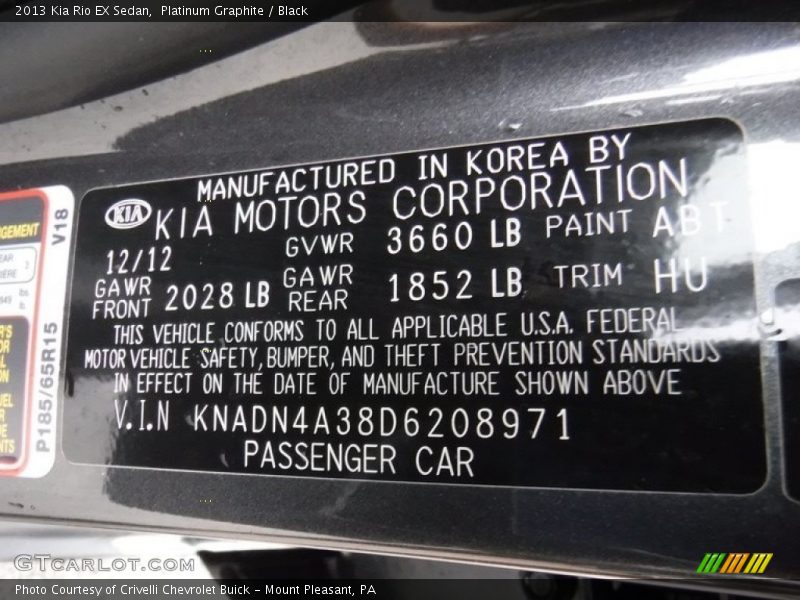 2013 Kia Rio EX Sedan,  Platinum Graphite / Black
MANUFACTURED IN KOREA BY
KIA KIA MOTORS CORPORATION
12/12 GVWR 3660 LB PAINT ABT
GAWR FRONT 2028 LB GAWR REAR 1852 LB TRIM HU
THIS VEHICLE CONFORMS TO ALL APPLICABLE U.S.A. FEDERAL
MOTOR VEHICLE SAFETY, BUMPER, AND THEFT PREVENTION STANDARDS
IN EFFECT ON THE DATE OF MANUFACTURE SHOWN ABOVE
V.I.N KNADN4A38D6208971
PASSENGER CAR
V18
P185/65R15
GTCARLOT.COM
Photo Courtesy of Crivelli Chevrolet Buick – Mount Pleasant, PA